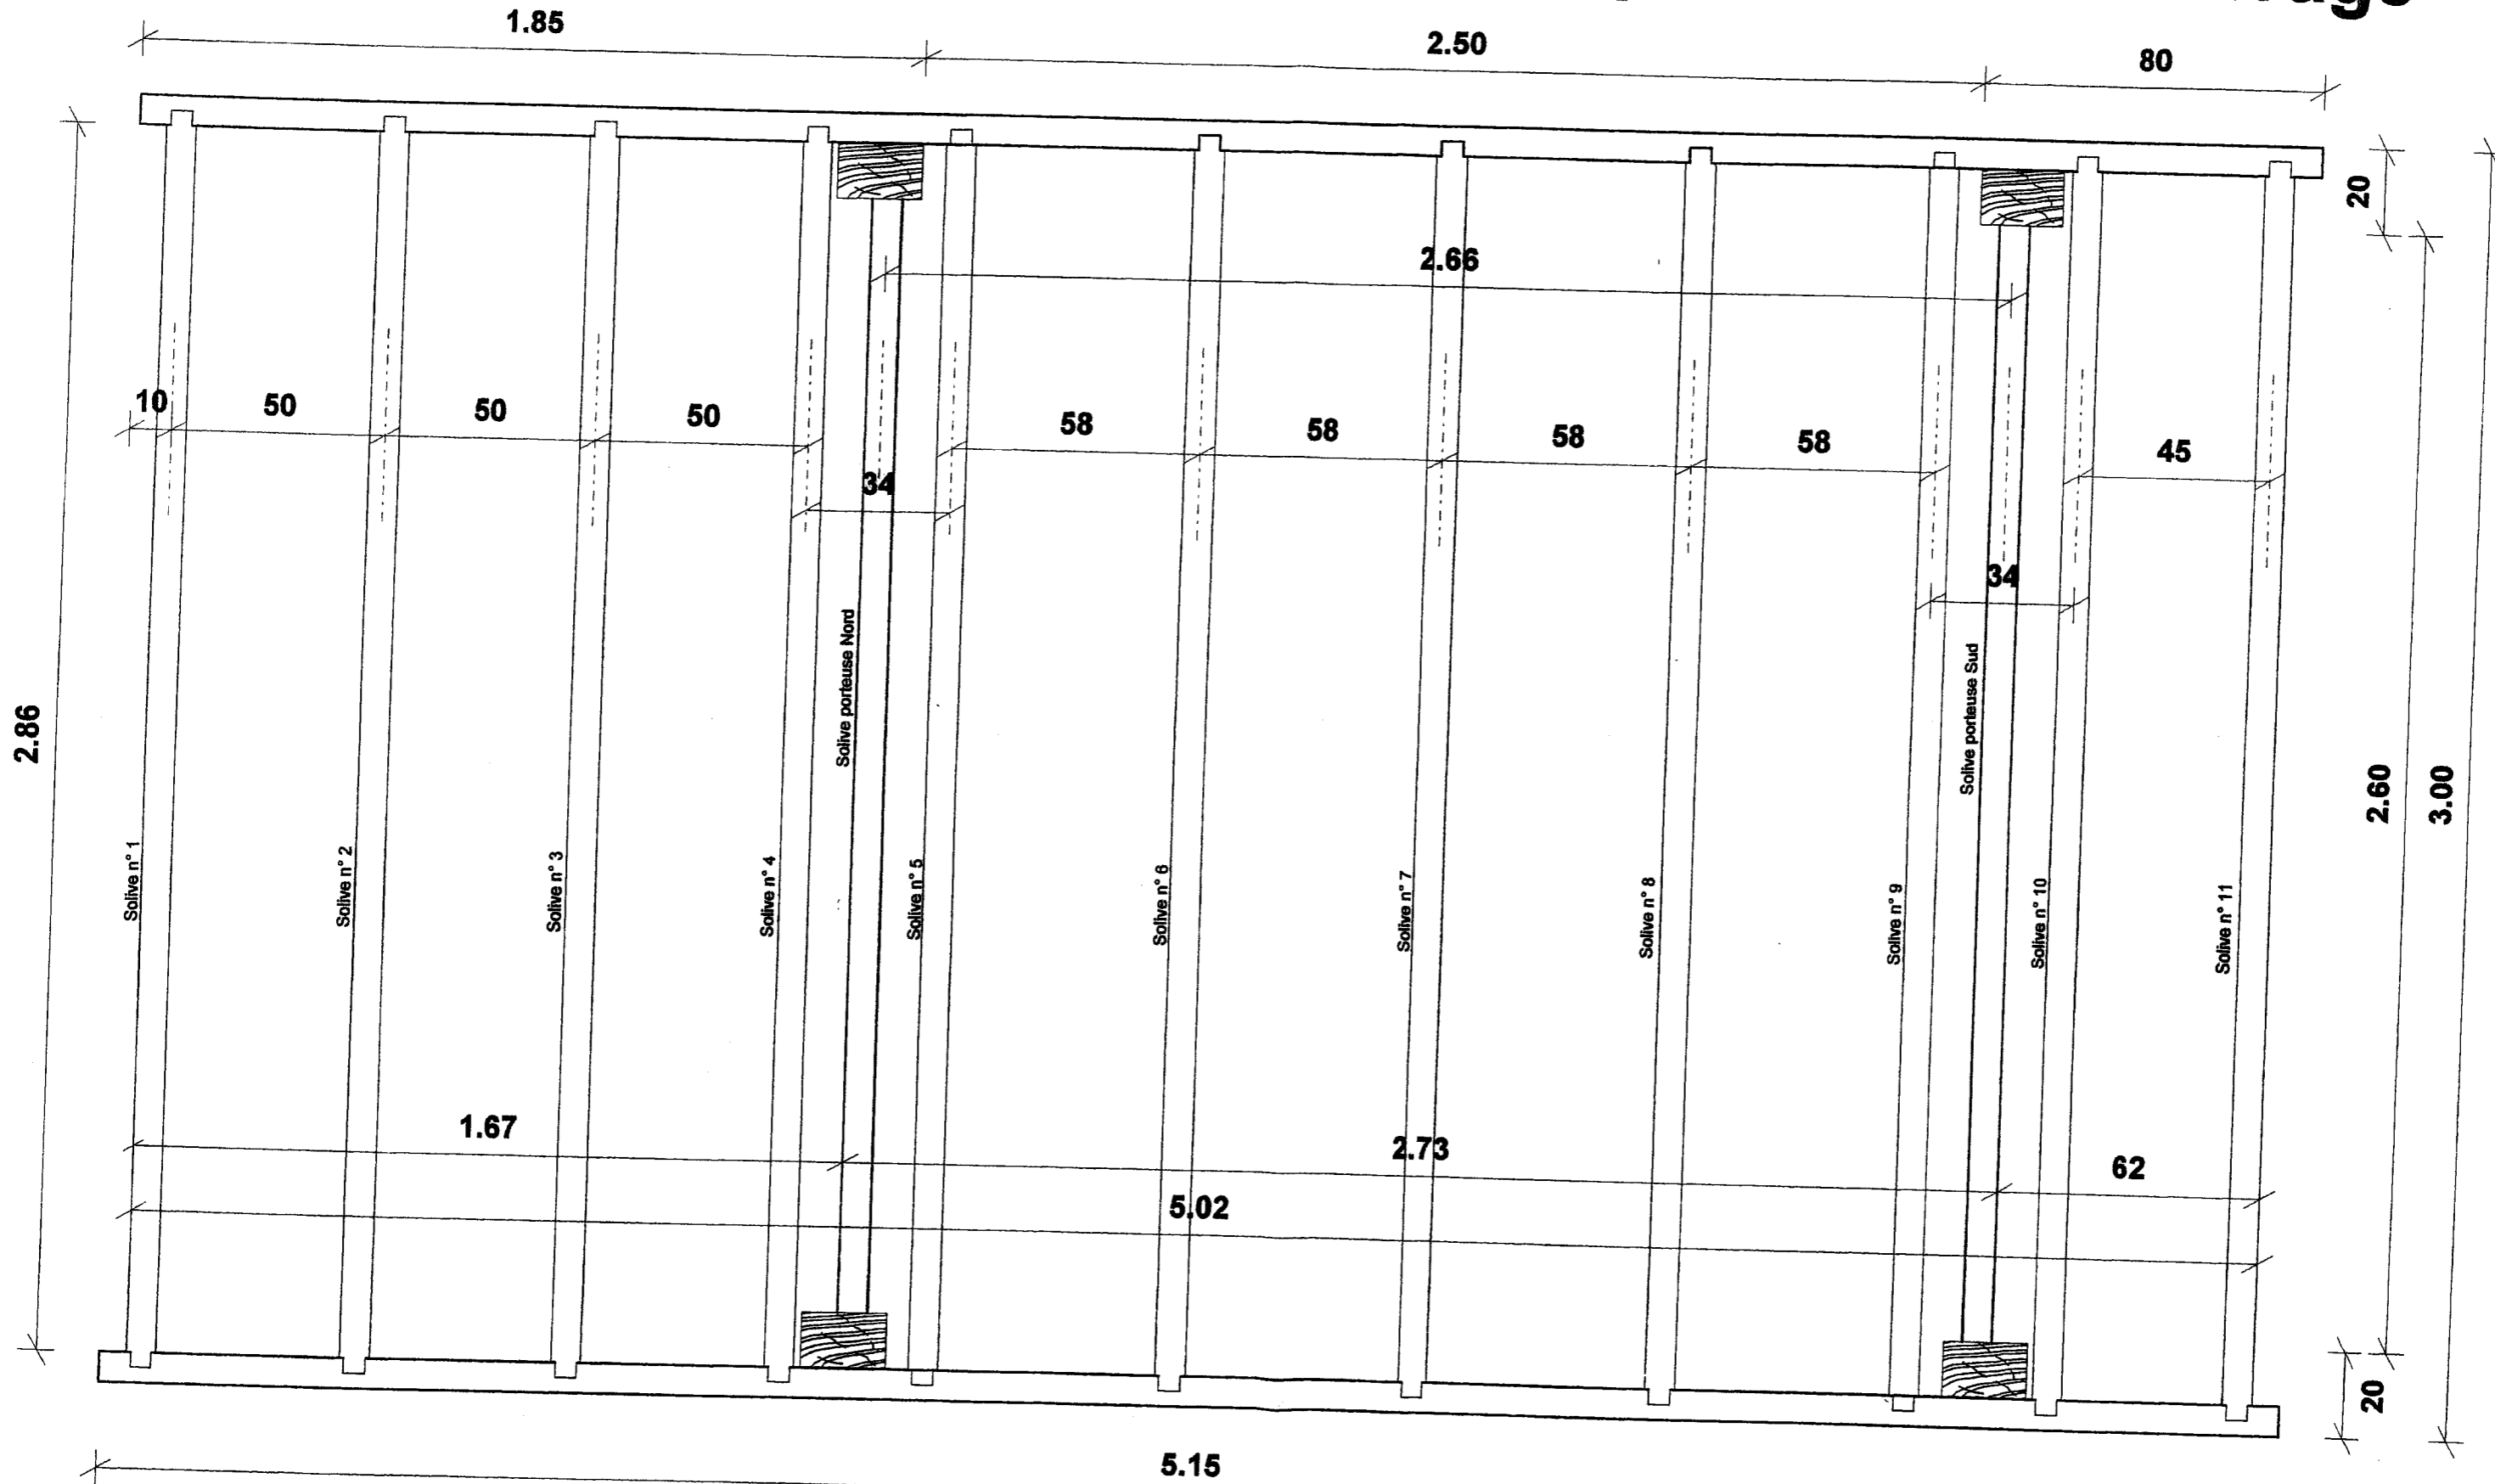 1.85
2.50
80
20
2.66
10
50
50
50
58
58
58
58
45
34
34
Solive porteuse Nord
Solive porteuse Sud
2.86
2.60
3.00
Solive n° 1
Solive n° 2
Solive n° 3
Solive n° 4
Solive n° 5
Solive n° 6
Solive n° 7
Solive n° 8
Solive n° 9
Solive n° 10
Solive n° 11
1.67
2.73
62
5.02
20
5.15